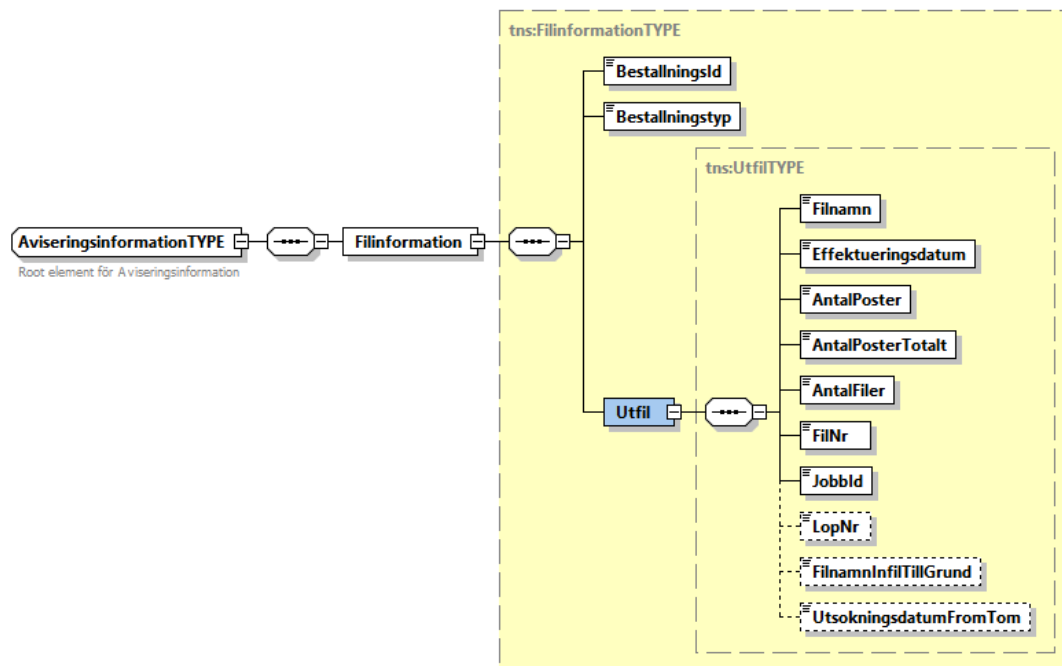 tns:FilinformationTYPE
BestallningsId
Bestallningstyp
tns:UtfilTYPE
Filnamn
Effektueringsdatum
AntalPoster
AntalPosterTotalt
AntalFiler
FilNr
JobbId
LopNr
FilnamnInfilTillGrund
UtsokningsdatumFromTom
AviseringsinformationTYPE
Root element för Aviseringsinformation
Filinformation
Utfil